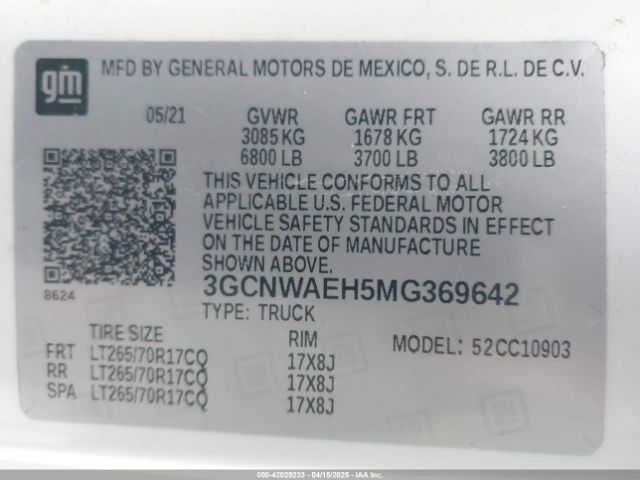 gm
MFD BY GENERAL MOTORS DE MEXICO, S. DE R.L. DE C.V.
05/21 GVWR GAWR FRT GAWR RR
3085 KG 1678 KG 1724 KG
6800 LB 3700 LB 3800 LB
THIS VEHICLE CONFORMS TO ALL
APPLICABLE U.S. FEDERAL MOTOR
VEHICLE SAFETY STANDARDS IN EFFECT
ON THE DATE OF MANUFACTURE
SHOWN ABOVE.
8624
3GCNWAEH5MG369642
TYPE: TRUCK
TIRE SIZE RIM MODEL: 52CC10903
FRT LT265/70R17CQ 17X8J
RR LT265/70R17CQ 17X8J
SPA LT265/70R17CQ 17X8J
000-42029233 - 04/15/2025 - IAA Inc.